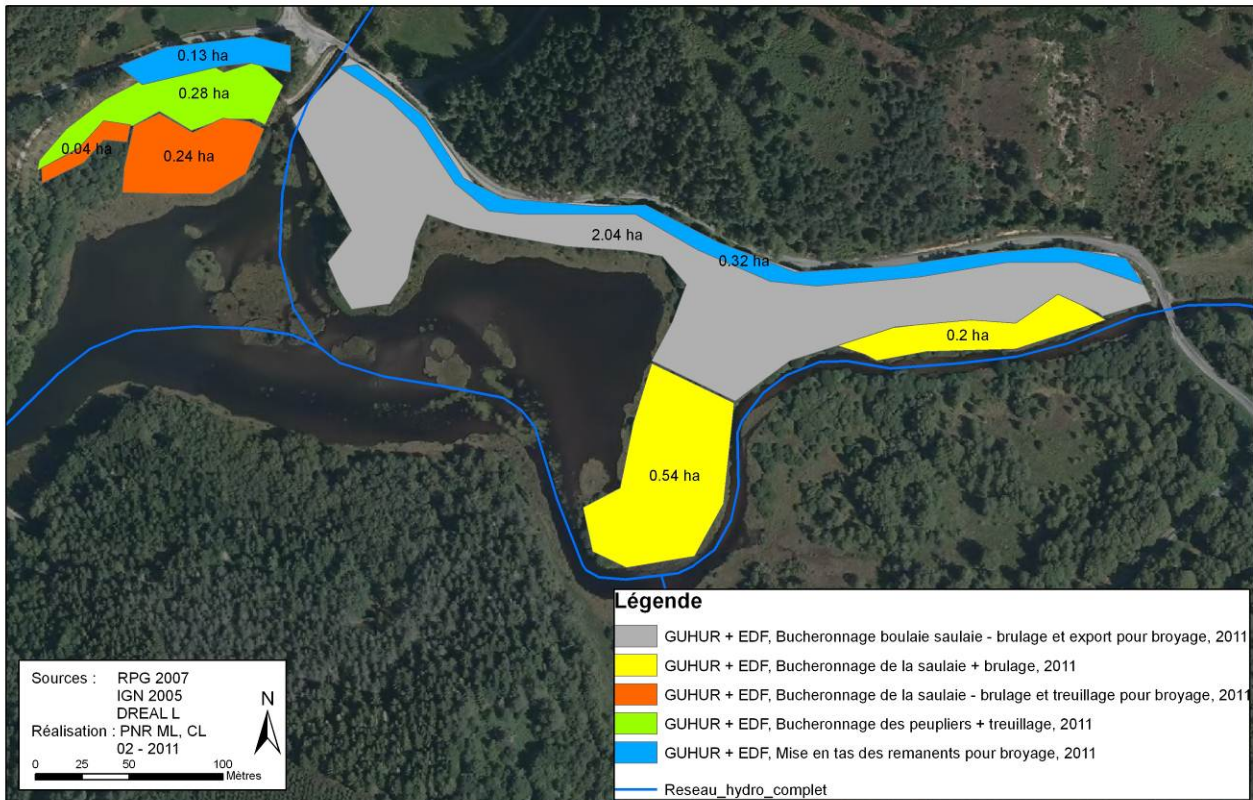 0.13 ha
0.28 ha
0.04 ha
0.24 ha
2.04 ha
0.32 ha
0.2 ha
0.54 ha
Légende
GUHUR + EDF, Bucheronnage boulaie saulaie - brulage et export pour broyage, 2011
GUHUR + EDF, Bucheronnage de la saulaie + brulage, 2011
GUHUR + EDF, Bucheronnage de la saulaie - brulage et treuillage pour broyage, 2011
GUHUR + EDF, Bucheronnage des peupliers + treuillage, 2011
GUHUR + EDF, Mise en tas des remanents pour broyage, 2011
Reseau_hydro_complet
Sources : RPG 2007
IGN 2005
DREAL L
Réalisation : PNR ML, CL
02 - 2011
N
0 25 50 100
Mètres